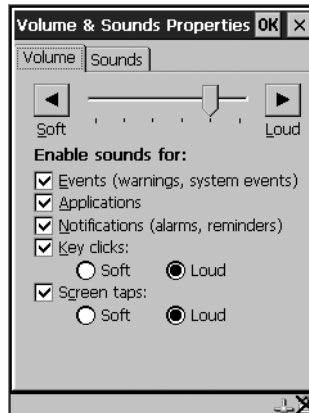 Volume & Sounds Properties OK ×
Volume Sounds
Soft Loud
Enable sounds for:
Events (warnings, system events)
Applications
Notifications (alarms, reminders)
Key clicks:
Soft Loud
Screen taps:
Soft Loud